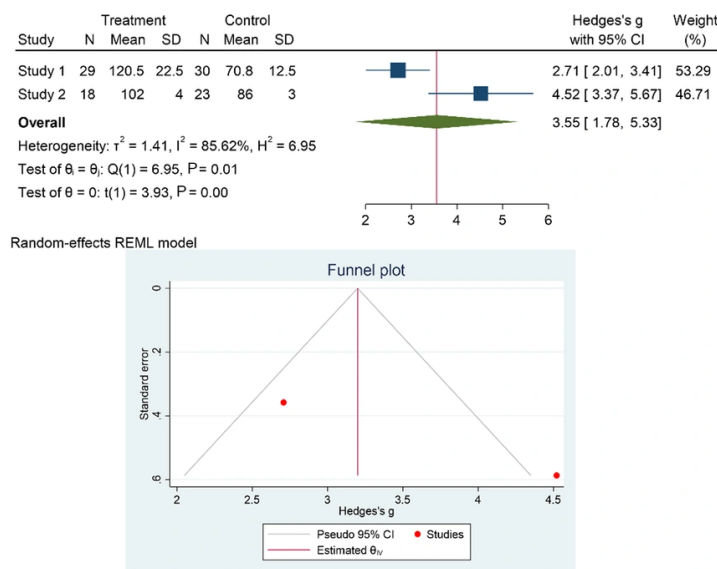 Treatment Control Hedges's g Weight
Study N Mean SD N Mean SD with 95% CI (%)
Study 1 29 120.5 22.5 30 70.8 12.5 2.71 [ 2.01, 3.41] 53.29
Study 2 18 102 4 23 86 3 4.52 [ 3.37, 5.67] 46.71
Overall 3.55 [ 1.78, 5.33]
Heterogeneity: τ² = 1.41, I² = 85.62%, H² = 6.95
Test of θᵢ = θⱼ: Q(1) = 6.95, P = 0.01
Test of θ = 0: t(1) = 3.93, P = 0.00
2 3 4 5 6
Random-effects REML model
Funnel plot
0
.2
.4
.6
Standard error
2 2.5 3 3.5 4 4.5
Hedges's g
Pseudo 95% CI Studies
Estimated θIV